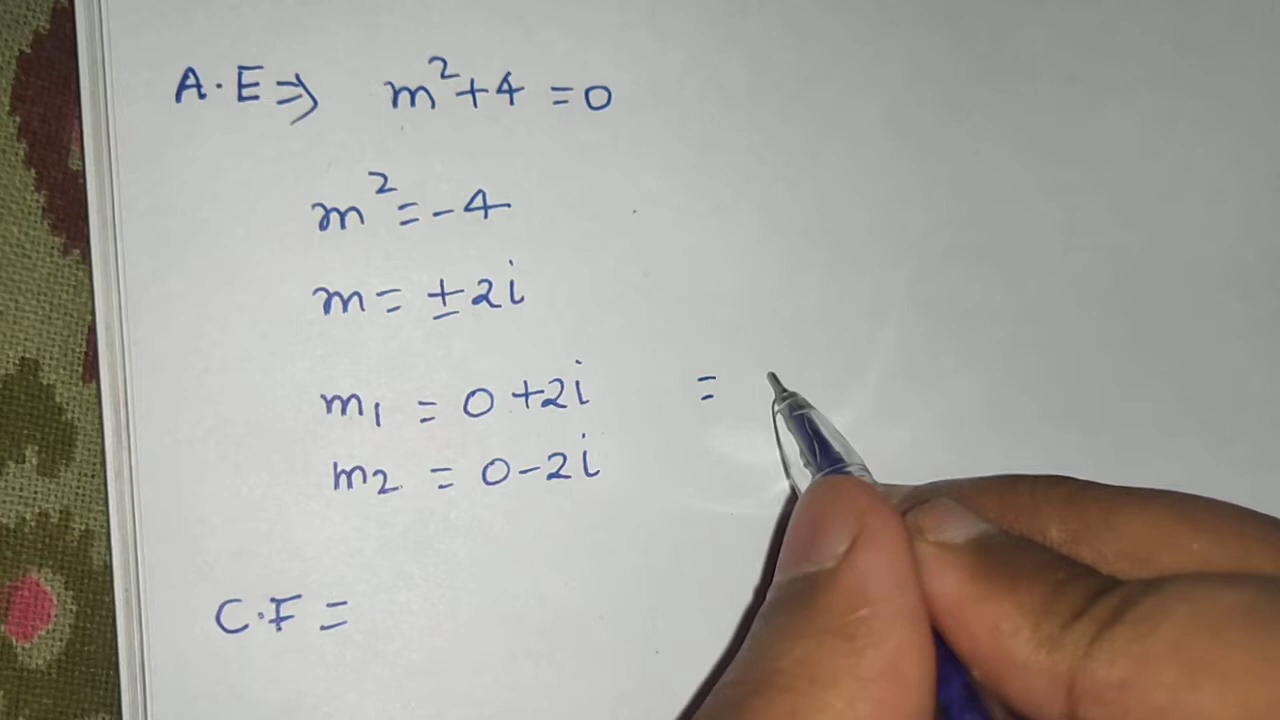 A.E ⇒ m²+4 =0
m²=-4
m= ±2i
m₁ = 0+2i =
m₂ = 0-2i
C.F =